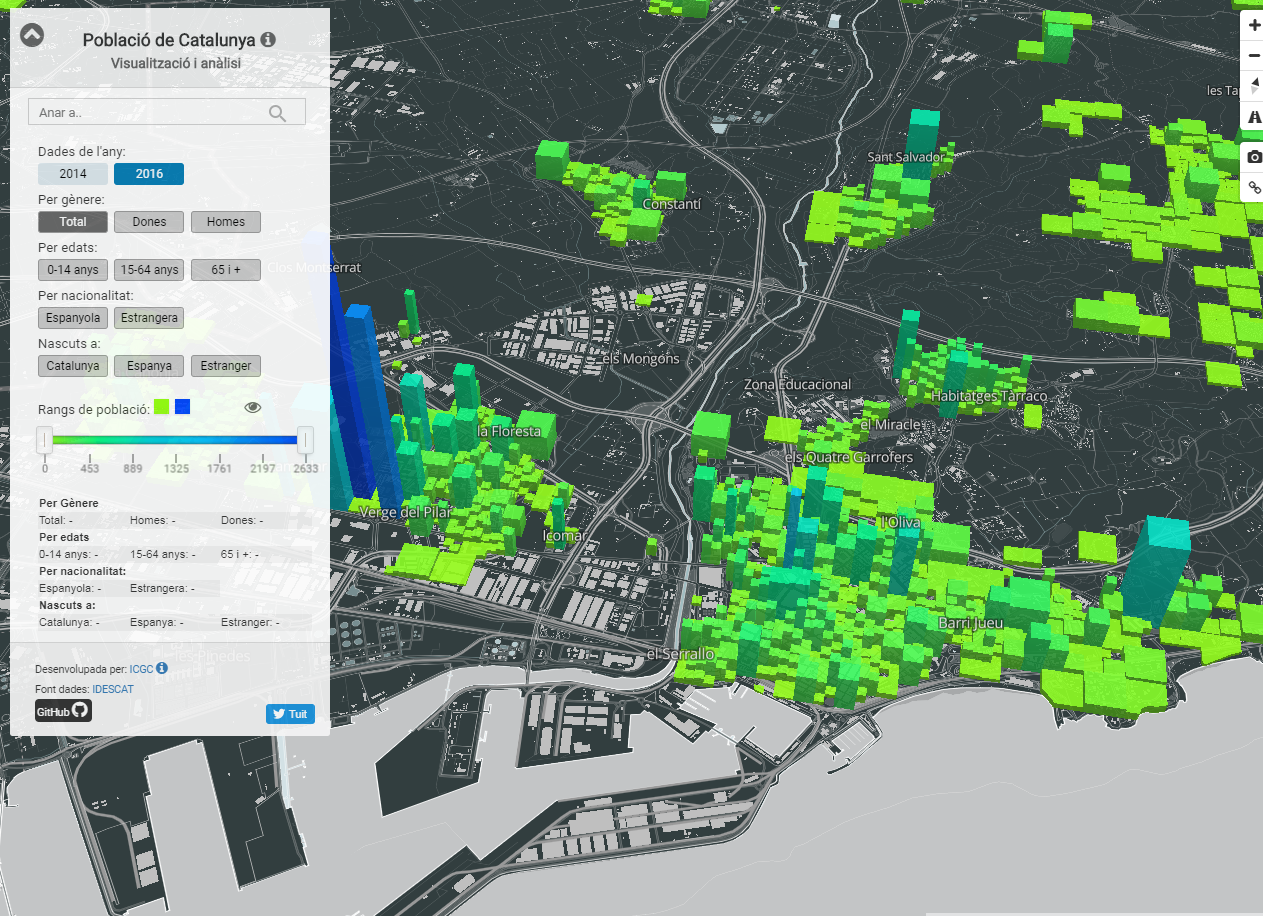 Població de Catalunya
Visualització i anàlisi
Anar a..
Dades de l'any:
2014 2016
Per gènere:
Total Dones Homes
Per edats:
0-14 anys 15-64 anys 65 i +
Per nacionalitat:
Espanyola Estrangera
Nascuts a:
Catalunya Espanya Estranger
Rangs de població:
0 453 889 1325 1761 2197 2633
Per Gènere
Total: - Homes: - Dones: -
Per edats
0-14 anys: - 15-64 anys: - 65 i +: -
Per nacionalitat:
Espanyola: - Estrangera: -
Nascuts a:
Catalunya: - Espanya: - Estranger: -
Desenvolupada per: ICGC
Font dades: IDESCAT
GitHub
Tuit
les
Sant Salvador
Constantí
Clos Montserrat
els Mongons
Zona Educacional
Habitatges Tarraco
el Miracle
la Floresta
els Quatre Garrofers
Verge del Pilar
l'Oliva
Icomar
Barri Jueu
el Serrallo
les Pinedes